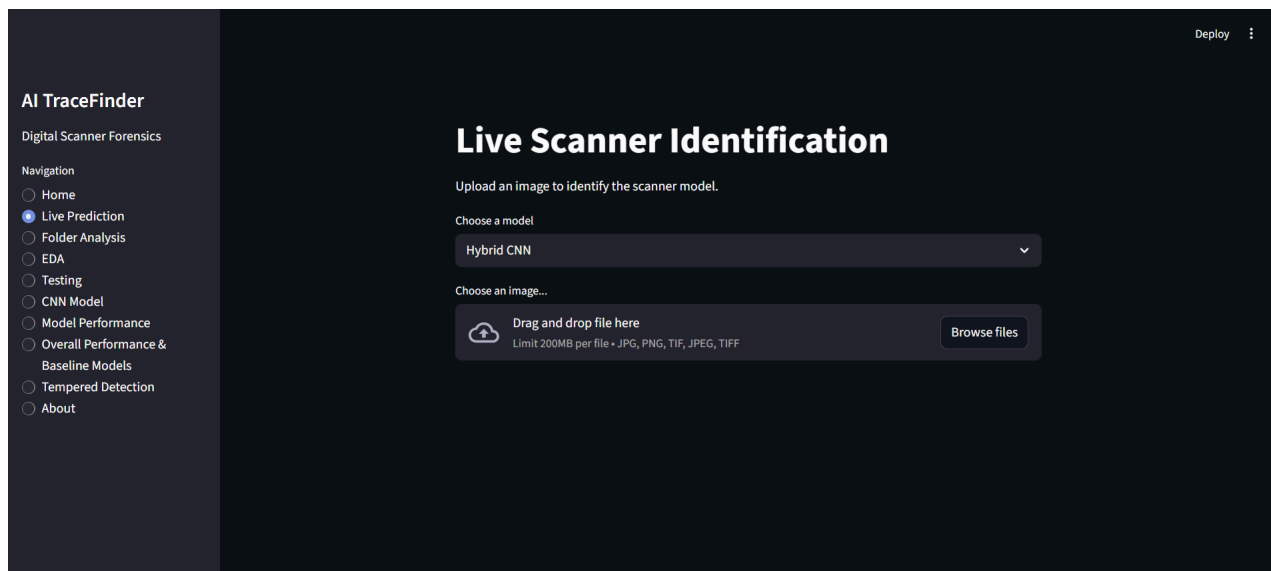 Deploy
AI TraceFinder
Digital Scanner Forensics
Navigation
Home
Live Prediction
Folder Analysis
EDA
Testing
CNN Model
Model Performance
Overall Performance &
Baseline Models
Tempered Detection
About
Live Scanner Identification
Upload an image to identify the scanner model.
Choose a model
Hybrid CNN
Choose an image...
Drag and drop file here
Limit 200MB per file • JPG, PNG, TIF, JPEG, TIFF
Browse files